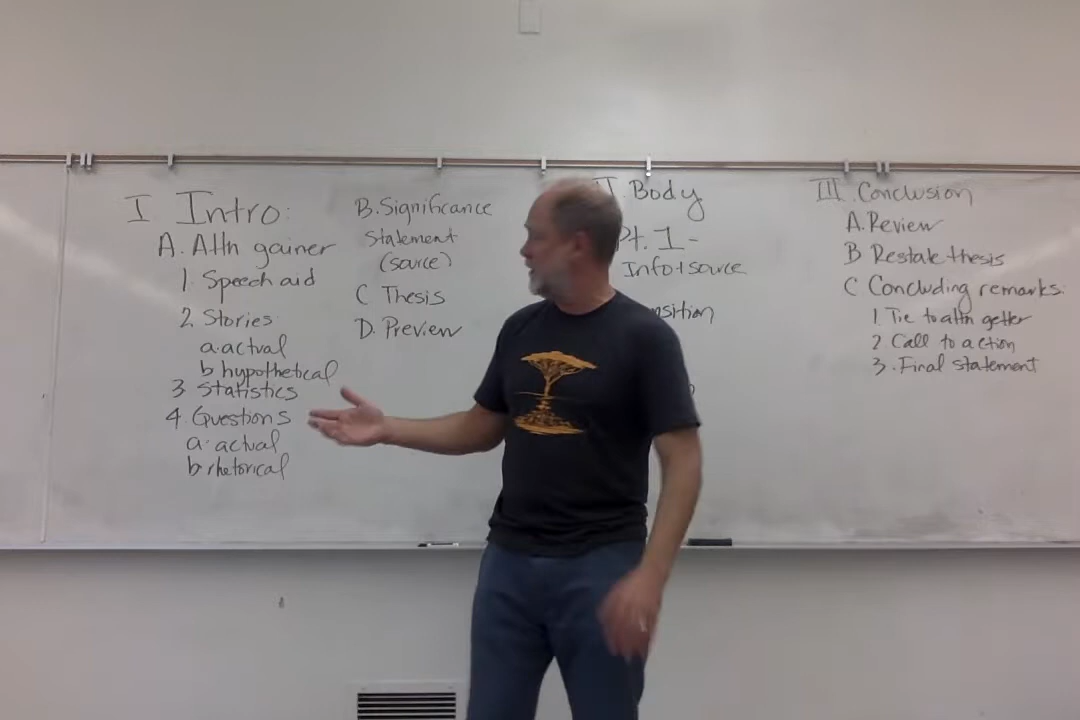 I Intro:
A. Attn gainer
1. Speech aid
2. Stories
a. actual
b hypothetical
3 Statistics
4. Questions
a. actual
b. rhetorical
B. Significance
Statement
(source)
C Thesis
D. Preview
II. Body
Pt. 1-
Info + source
III. Conclusion
A. Review
B Restate thesis
C Concluding remarks:
1. Tie to attn getter
2 Call to action
3. Final statement